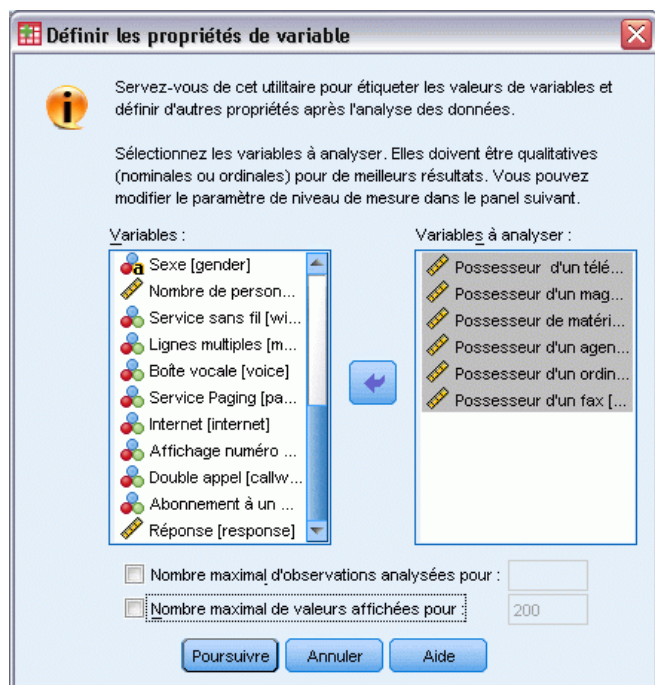 Définir les propriétés de variable
Servez-vous de cet utilitaire pour étiqueter les valeurs de variables et
définir d'autres propriétés après l'analyse des données.
Sélectionnez les variables à analyser. Elles doivent être qualitatives
(nominales ou ordinales) pour de meilleurs résultats. Vous pouvez
modifier le paramètre de niveau de mesure dans le panel suivant.
Variables :
Sexe [gender]
Nombre de person...
Service sans fil [wi...
Lignes multiples [m...
Boîte vocale [voice]
Service Paging [pa...
Internet [internet]
Affichage numéro ...
Double appel [callw...
Abonnement à un ...
Réponse [response]
Variables à analyser :
Possesseur d'un télé...
Possesseur d'un mag...
Possesseur de matéri...
Possesseur d'un agen...
Possesseur d'un ordin...
Possesseur d'un fax [...
Nombre maximal d'observations analysées pour :
Nombre maximal de valeurs affichées pour :
200
Poursuivre
Annuler
Aide